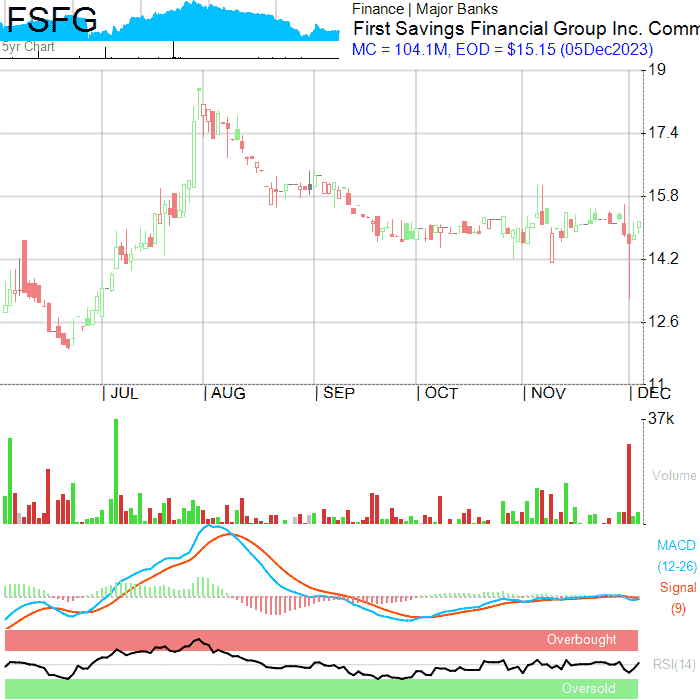 FSFG
5yr Chart
Finance | Major Banks
First Savings Financial Group Inc. Comm
MC = 104.1M, EOD = $15.15 (05Dec2023)
19
17.4
15.8
14.2
12.6
11
| JUL | AUG | SEP | OCT | NOV | DEC
37k
Volume
MACD
(12-26)
Signal
(9)
Overbought
RSI(14)
Oversold